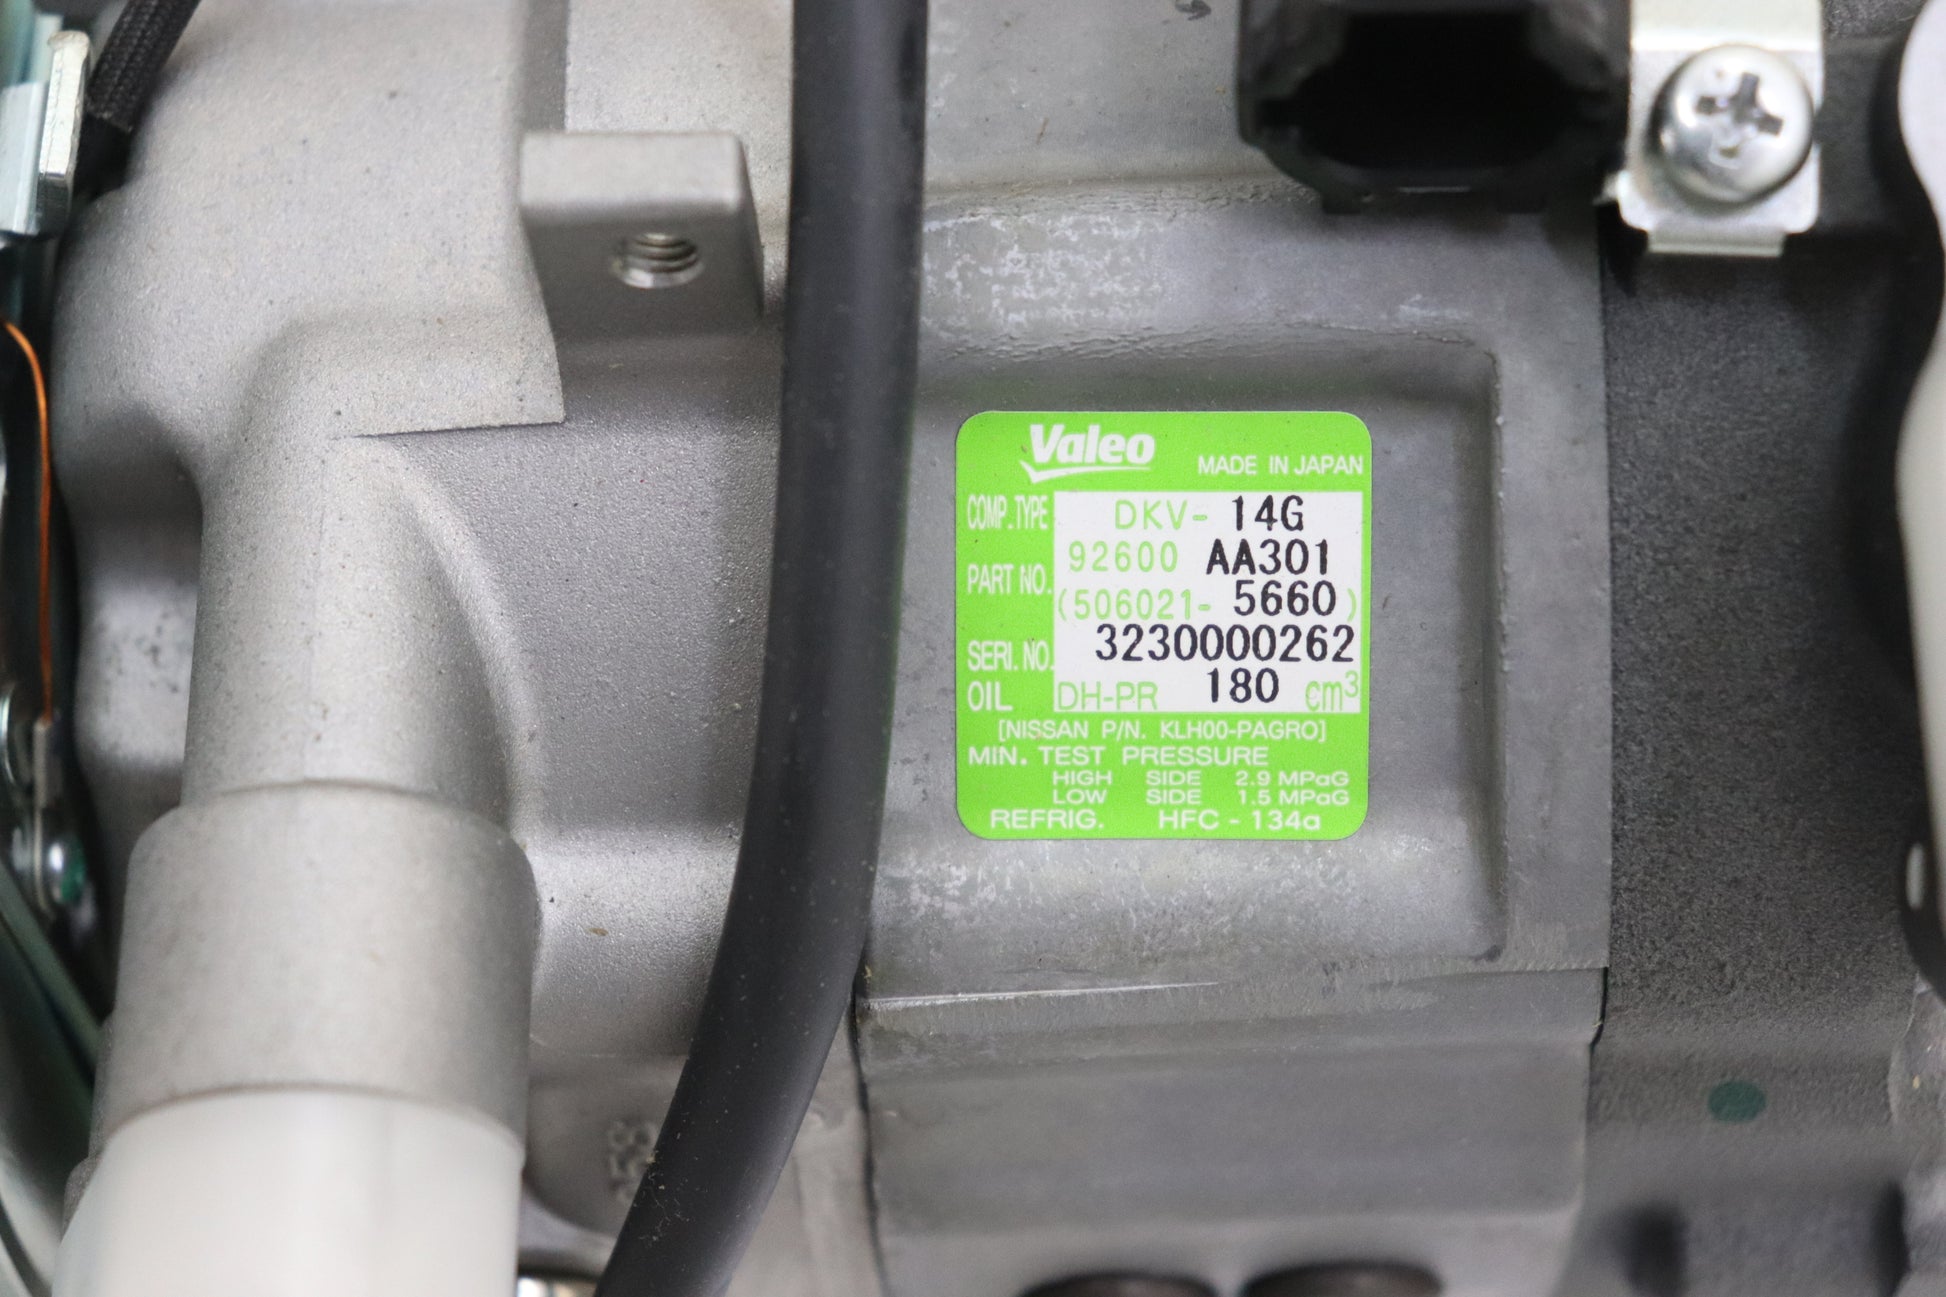 Valeo
MADE IN JAPAN
COMP.TYPE DKV- 14G
PART NO. 92600 AA301
(506021- 5660)
SERI.NO. 3230000262
OIL DH-PR 180 cm³
[NISSAN P/N. KLH00-PAGRO]
MIN. TEST PRESSURE
HIGH SIDE 2.9 MPaG
LOW SIDE 1.5 MPaG
REFRIG. HFC - 134a